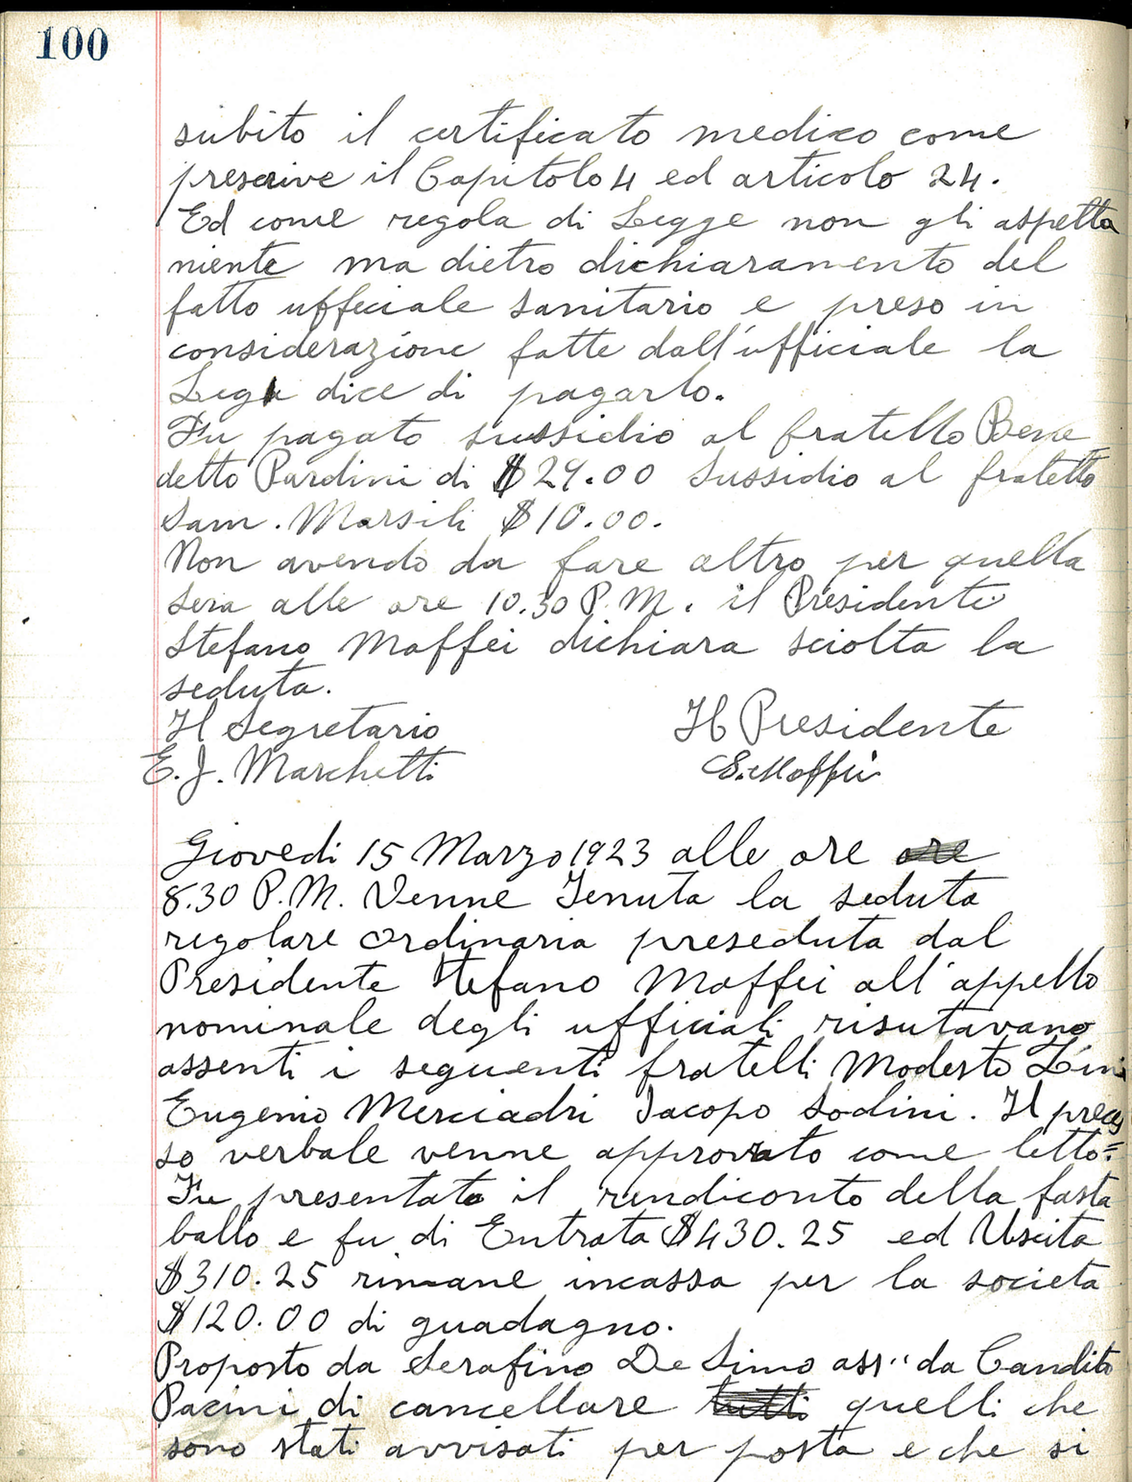 100
subito il certificato medico come
prescrive il Capitolo 4 ed articolo 24.
Ed come regola di Legge non gli aspetta
niente ma dietro dichiaramento del
fatto ufficiale sanitario e preso in
considerazione fatte dall'ufficiale la
Lega dice di pagarlo.
Fu pagato sussidio al fratello Bene
detto Pardini di $29.00 Sussidio al fratello
Sam. Marsili $10.00.
Non avendo da fare altro per quella
sera alle ore 10.30 P.M. il Presidente
Stefano Maffei dichiara sciolta la
seduta.
Il Segretario Il Presidente
E. J. Marchetti S. Maffei
Giovedi 15 Marzo 1923 alle ore ore
8.30 P.M. Venne Tenuta la seduta
regolare ordinaria preseduta dal
Presidente Stefano Maffei all'appello
nominale degli ufficiali risutavano
assenti i seguenti fratelli Modesto Lini
Eugenio Merciadri Jacopo Sodini. Il preces
so verbale venne approvato come letto=
Fu presentato il rendiconto della fasta
ballo e fu di Entrata $430.25 ed Uscita
$310.25 rimane incassa per la societa
$120.00 di guadagno.
Proposto da Serafino De Simo ass" da Candito
Pacini di cancellare tutti quelli che
sono stati avvisati per posta e che si